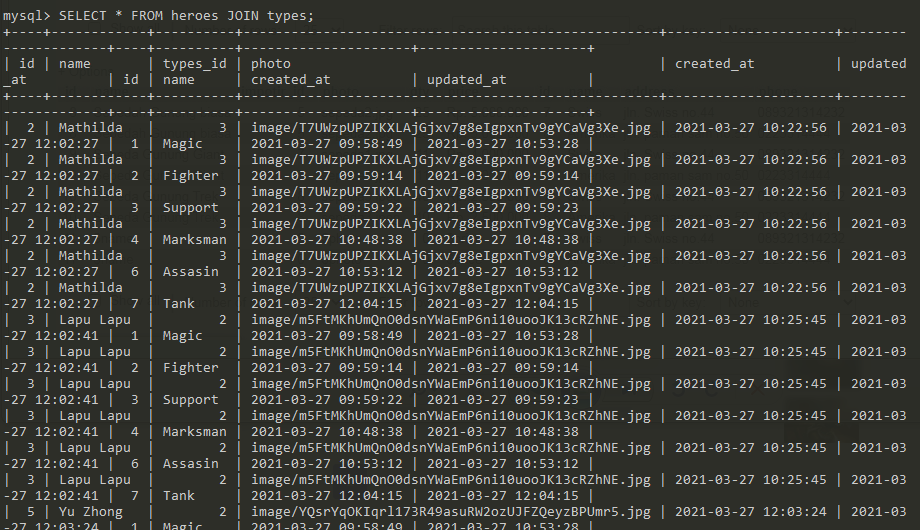 mysql> SELECT * FROM heroes JOIN types;
+----+-----------+----------+----------------------------------------------------+---------------------+--------
-------------+----+----------+---------------------+---------------------+
| id | name      | types_id | photo                                              | created_at          | updated
_at          | id | name     | created_at          | updated_at          |
+----+-----------+----------+----------------------------------------------------+---------------------+--------
-------------+----+----------+---------------------+---------------------+
|  2 | Mathilda  |        3 | image/T7UWzpUPZIKXLAjGjxv7g8eIgpxnTv9gYCaVg3Xe.jpg | 2021-03-27 10:22:56 | 2021-03
-27 12:02:27 |  1 | Magic    | 2021-03-27 09:58:49 | 2021-03-27 10:53:28 |
|  2 | Mathilda  |        3 | image/T7UWzpUPZIKXLAjGjxv7g8eIgpxnTv9gYCaVg3Xe.jpg | 2021-03-27 10:22:56 | 2021-03
-27 12:02:27 |  2 | Fighter  | 2021-03-27 09:59:14 | 2021-03-27 09:59:14 |
|  2 | Mathilda  |        3 | image/T7UWzpUPZIKXLAjGjxv7g8eIgpxnTv9gYCaVg3Xe.jpg | 2021-03-27 10:22:56 | 2021-03
-27 12:02:27 |  3 | Support  | 2021-03-27 09:59:22 | 2021-03-27 09:59:23 |
|  2 | Mathilda  |        3 | image/T7UWzpUPZIKXLAjGjxv7g8eIgpxnTv9gYCaVg3Xe.jpg | 2021-03-27 10:22:56 | 2021-03
-27 12:02:27 |  4 | Marksman | 2021-03-27 10:48:38 | 2021-03-27 10:48:38 |
|  2 | Mathilda  |        3 | image/T7UWzpUPZIKXLAjGjxv7g8eIgpxnTv9gYCaVg3Xe.jpg | 2021-03-27 10:22:56 | 2021-03
-27 12:02:27 |  6 | Assasin  | 2021-03-27 10:53:12 | 2021-03-27 10:53:12 |
|  2 | Mathilda  |        3 | image/T7UWzpUPZIKXLAjGjxv7g8eIgpxnTv9gYCaVg3Xe.jpg | 2021-03-27 10:22:56 | 2021-03
-27 12:02:27 |  7 | Tank     | 2021-03-27 12:04:15 | 2021-03-27 12:04:15 |
|  3 | Lapu Lapu |        2 | image/m5FtMKhUmQnO0dsnYWaEmP6ni10uooJK13cRZhNE.jpg | 2021-03-27 10:25:45 | 2021-03
-27 12:02:41 |  1 | Magic    | 2021-03-27 09:58:49 | 2021-03-27 10:53:28 |
|  3 | Lapu Lapu |        2 | image/m5FtMKhUmQnO0dsnYWaEmP6ni10uooJK13cRZhNE.jpg | 2021-03-27 10:25:45 | 2021-03
-27 12:02:41 |  2 | Fighter  | 2021-03-27 09:59:14 | 2021-03-27 09:59:14 |
|  3 | Lapu Lapu |        2 | image/m5FtMKhUmQnO0dsnYWaEmP6ni10uooJK13cRZhNE.jpg | 2021-03-27 10:25:45 | 2021-03
-27 12:02:41 |  3 | Support  | 2021-03-27 09:59:22 | 2021-03-27 09:59:23 |
|  3 | Lapu Lapu |        2 | image/m5FtMKhUmQnO0dsnYWaEmP6ni10uooJK13cRZhNE.jpg | 2021-03-27 10:25:45 | 2021-03
-27 12:02:41 |  4 | Marksman | 2021-03-27 10:48:38 | 2021-03-27 10:48:38 |
|  3 | Lapu Lapu |        2 | image/m5FtMKhUmQnO0dsnYWaEmP6ni10uooJK13cRZhNE.jpg | 2021-03-27 10:25:45 | 2021-03
-27 12:02:41 |  6 | Assasin  | 2021-03-27 10:53:12 | 2021-03-27 10:53:12 |
|  3 | Lapu Lapu |        2 | image/m5FtMKhUmQnO0dsnYWaEmP6ni10uooJK13cRZhNE.jpg | 2021-03-27 10:25:45 | 2021-03
-27 12:02:41 |  7 | Tank     | 2021-03-27 12:04:15 | 2021-03-27 12:04:15 |
|  5 | Yu Zhong  |        2 | image/YQsrYqOKIqrl173R49asuRW2ozUJFZQeyzBPUmr5.jpg | 2021-03-27 12:03:24 | 2021-03
-27 12:03:24 |  1 | Magic    | 2021-03-27 09:58:49 | 2021-03-27 10:53:28 |